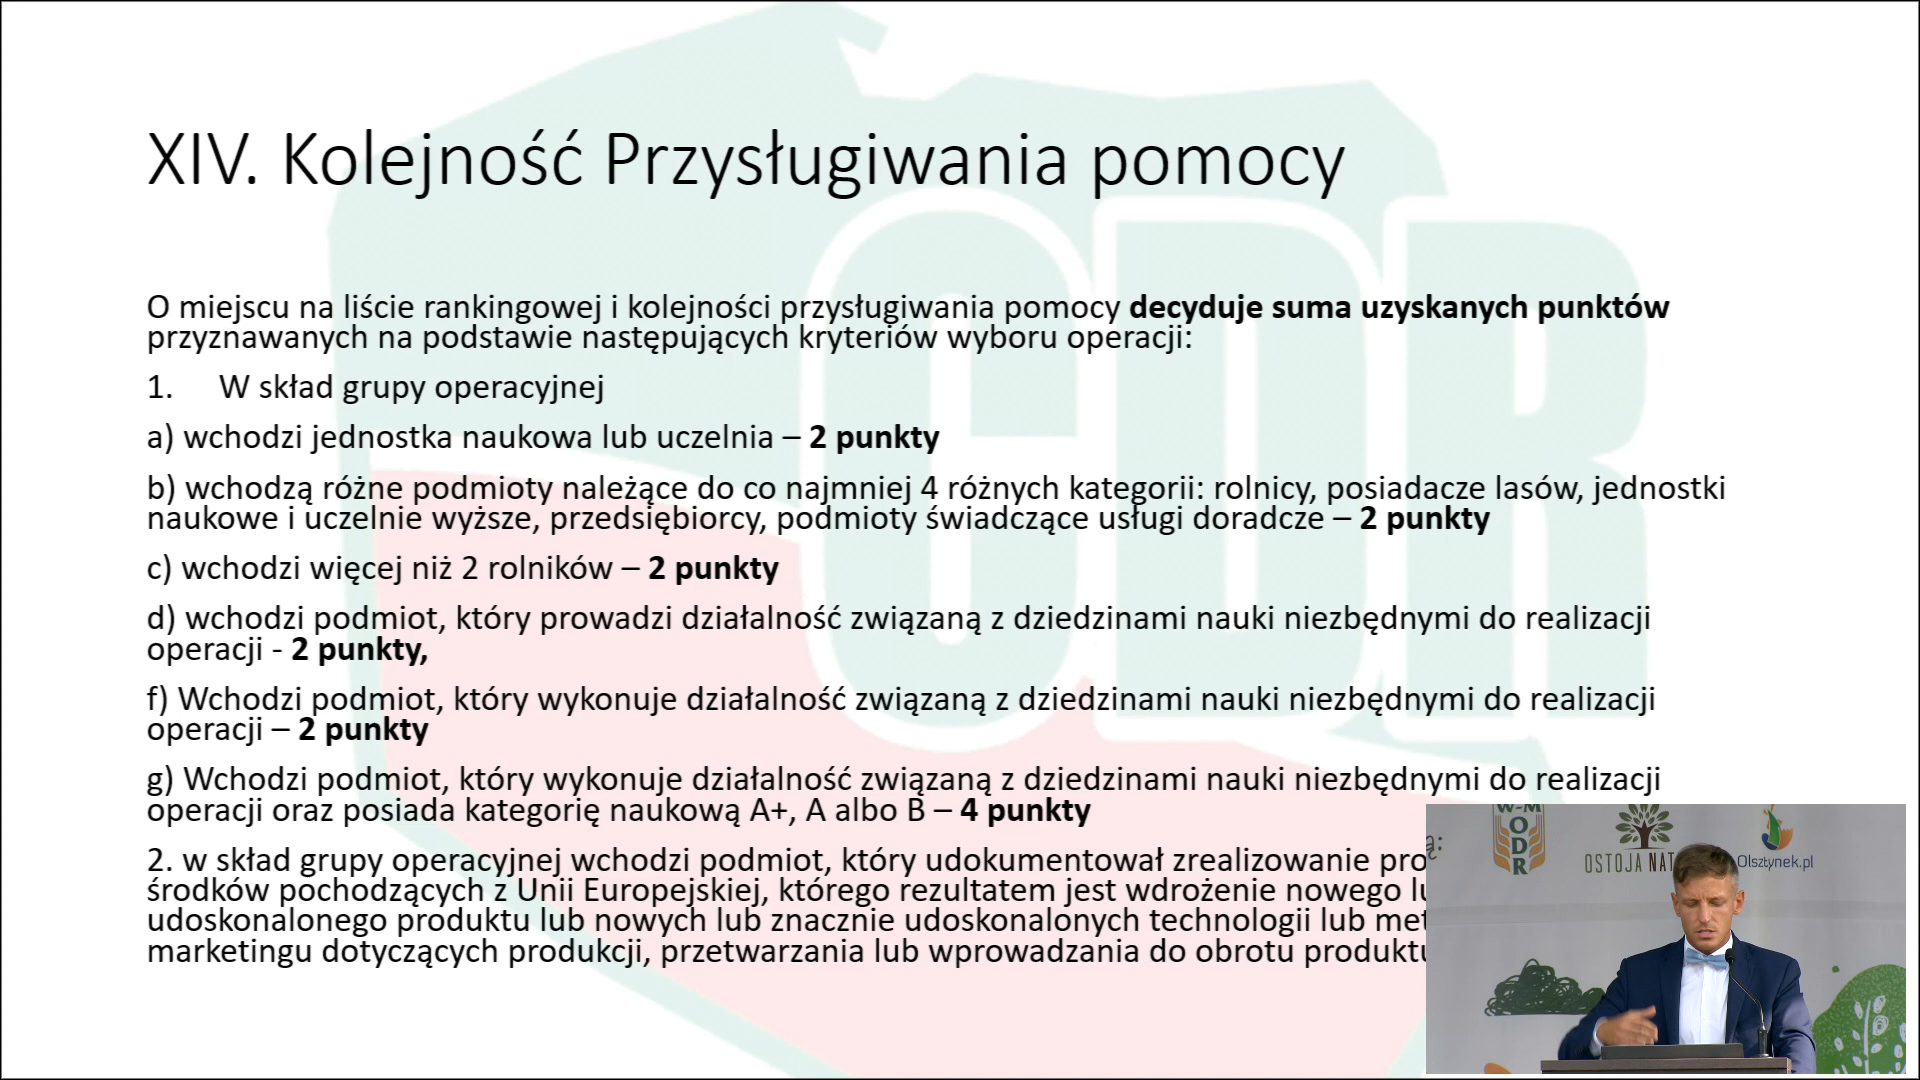 XIV. Kolejność Przysługiwania pomocy
O miejscu na liście rankingowej i kolejności przysługiwania pomocy decyduje suma uzyskanych punktów
przyznawanych na podstawie następujących kryteriów wyboru operacji:
1. W skład grupy operacyjnej
a) wchodzi jednostka naukowa lub uczelnia – 2 punkty
b) wchodzą różne podmioty należące do co najmniej 4 różnych kategorii: rolnicy, posiadacze lasów, jednostki
naukowe i uczelnie wyższe, przedsiębiorcy, podmioty świadczące usługi doradcze – 2 punkty
c) wchodzi więcej niż 2 rolników – 2 punkty
d) wchodzi podmiot, który prowadzi działalność związaną z dziedzinami nauki niezbędnymi do realizacji
operacji - 2 punkty,
f) Wchodzi podmiot, który wykonuje działalność związaną z dziedzinami nauki niezbędnymi do realizacji
operacji – 2 punkty
g) Wchodzi podmiot, który wykonuje działalność związaną z dziedzinami nauki niezbędnymi do realizacji
operacji oraz posiada kategorię naukową A+, A albo B – 4 punkty
2. w skład grupy operacyjnej wchodzi podmiot, który udokumentował zrealizowanie
środków pochodzących z Unii Europejskiej, którego rezultatem jest wdrożenie nowego
udoskonalonego produktu lub nowych lub znacznie udoskonalonych technologii lub
marketingu dotyczących produkcji, przetwarzania lub wprowadzania do obrotu
CDR
W-M
ODR
OSTOJA
Olsztynek.pl